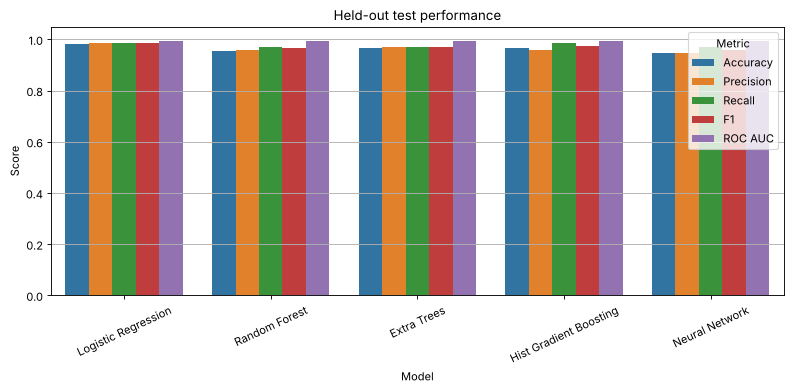 Held-out test performance
Score
1.0
0.8
0.6
0.4
0.2
0.0
Metric
Accuracy
Precision
Recall
F1
ROC AUC
Logistic Regression
Random Forest
Extra Trees
Hist Gradient Boosting
Neural Network
Model